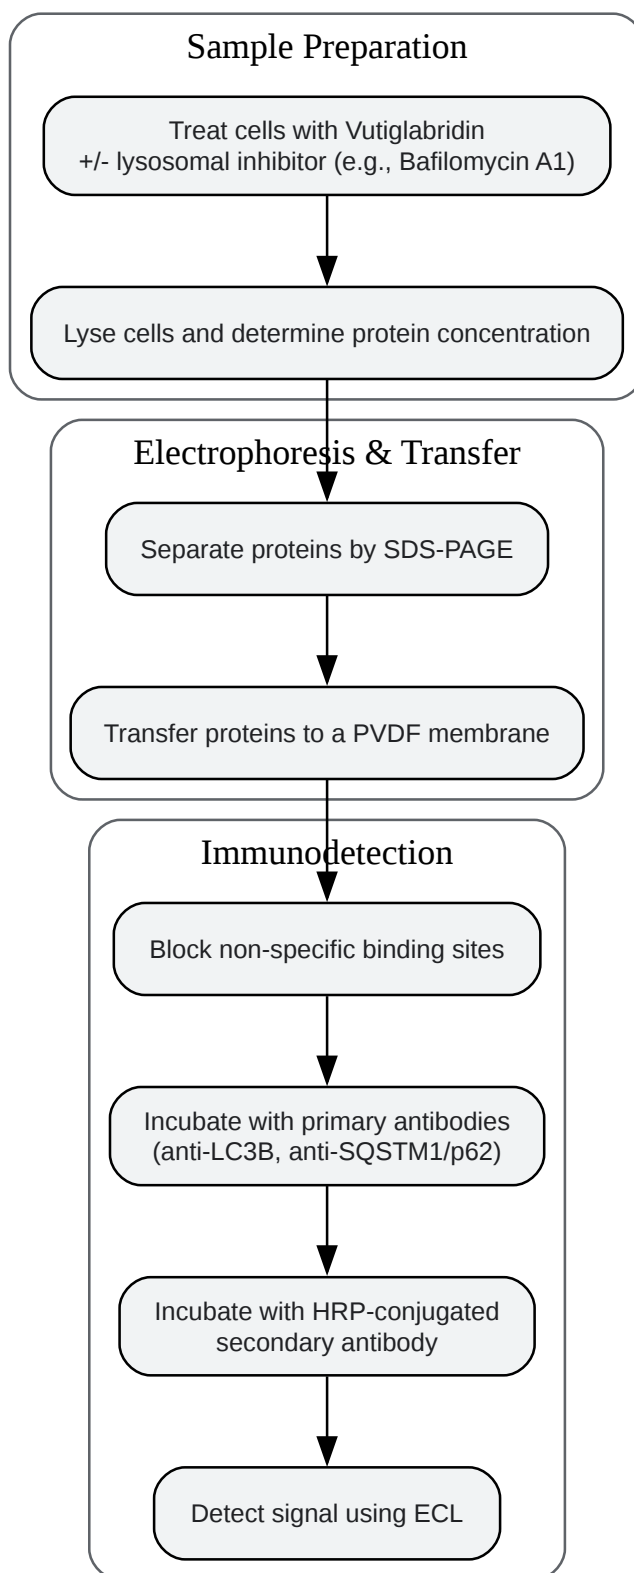 Sample Preparation
Treat cells with Vutiglabridin
+/- lysosomal inhibitor (e.g., Bafilomycin A1)
Lyse cells and determine protein concentration
Electrophoresis & Transfer
Separate proteins by SDS-PAGE
Transfer proteins to a PVDF membrane
Immunodetection
Block non-specific binding sites
Incubate with primary antibodies
(anti-LC3B, anti-SQSTM1/p62)
Incubate with HRP-conjugated
secondary antibody
Detect signal using ECL